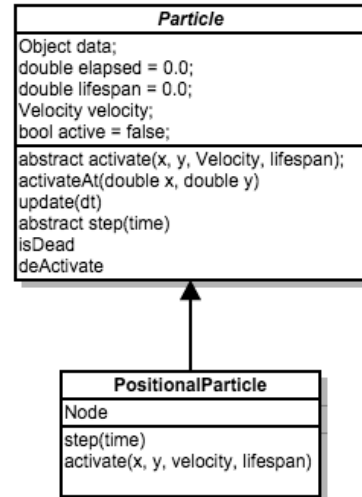 Particle
Object data;
double elapsed = 0.0;
double lifespan = 0.0;
Velocity velocity;
bool active = false;
abstract activate(x, y, Velocity, lifespan);
activateAt(double x, double y)
update(dt)
abstract step(time)
isDead
deActivate
PositionalParticle
Node
step(time)
activate(x, y, velocity, lifespan)